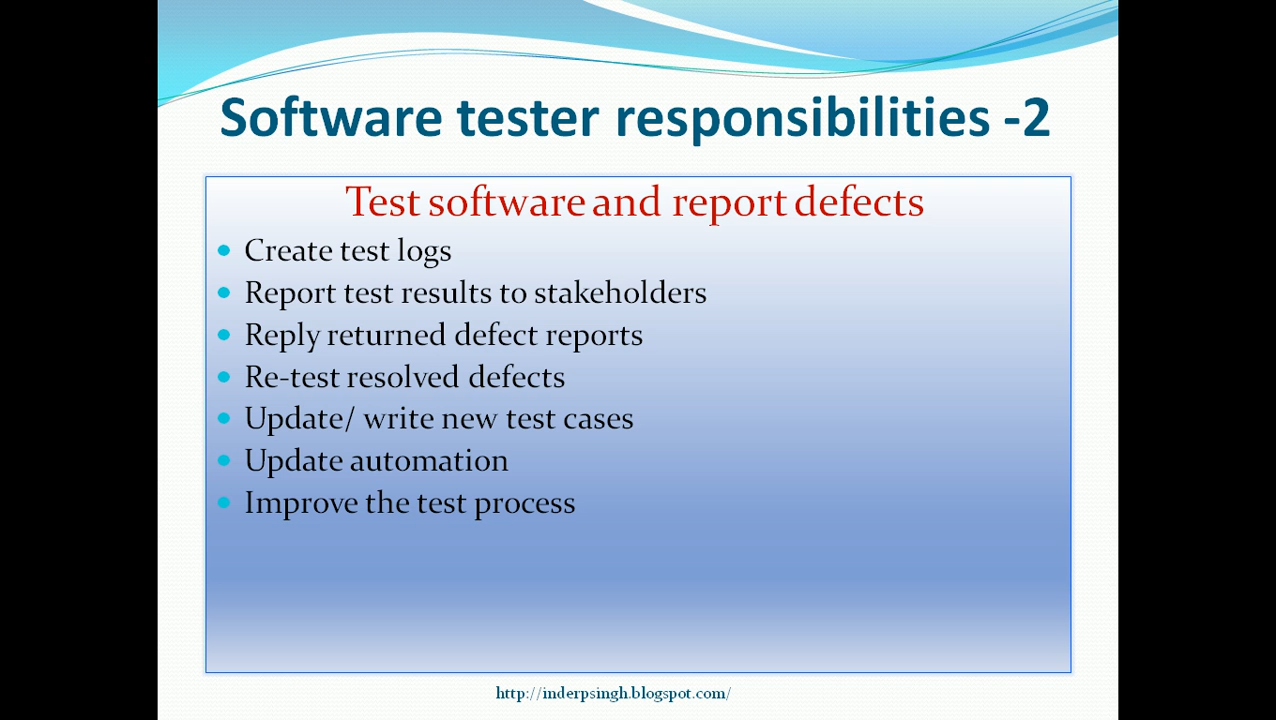 Software tester responsibilities -2
Test software and report defects
Create test logs
Report test results to stakeholders
Reply returned defect reports
Re-test resolved defects
Update/ write new test cases
Update automation
Improve the test process
http://inderpsingh.blogspot.com/